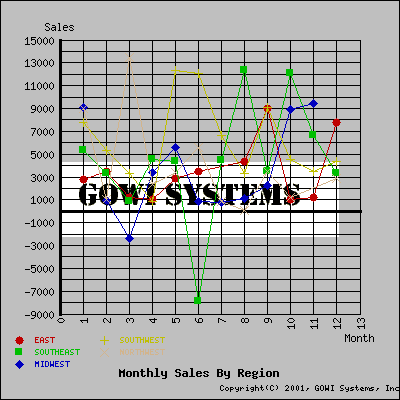 Sales
15000
13000
11000
9000
7000
5000
3000
1000
-1000
-3000
-5000
-7000
-9000
GOWI SYSTEMS
0 1 2 3 4 5 6 7 8 9 10 11 12 13
Month
EAST
SOUTHWEST
SOUTHEAST
MIDWEST
Monthly Sales By Region
Copyright(C) 2001, GOWI Systems, Inc